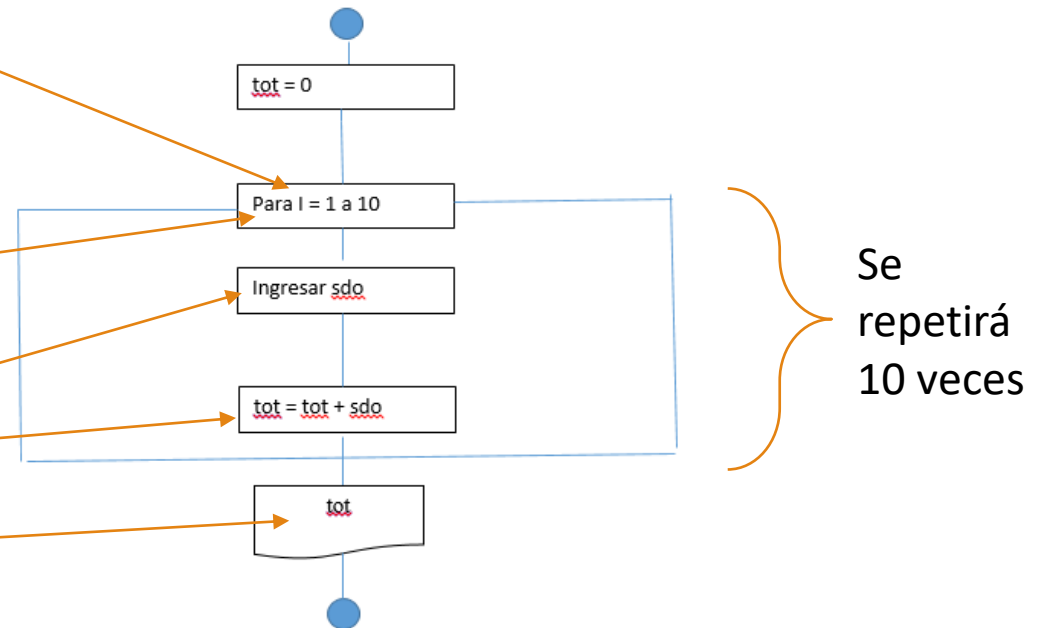 tot = 0
Para I = 1 a 10
Ingresar sdo
tot = tot + sdo
tot
Se
repetirá
10 veces